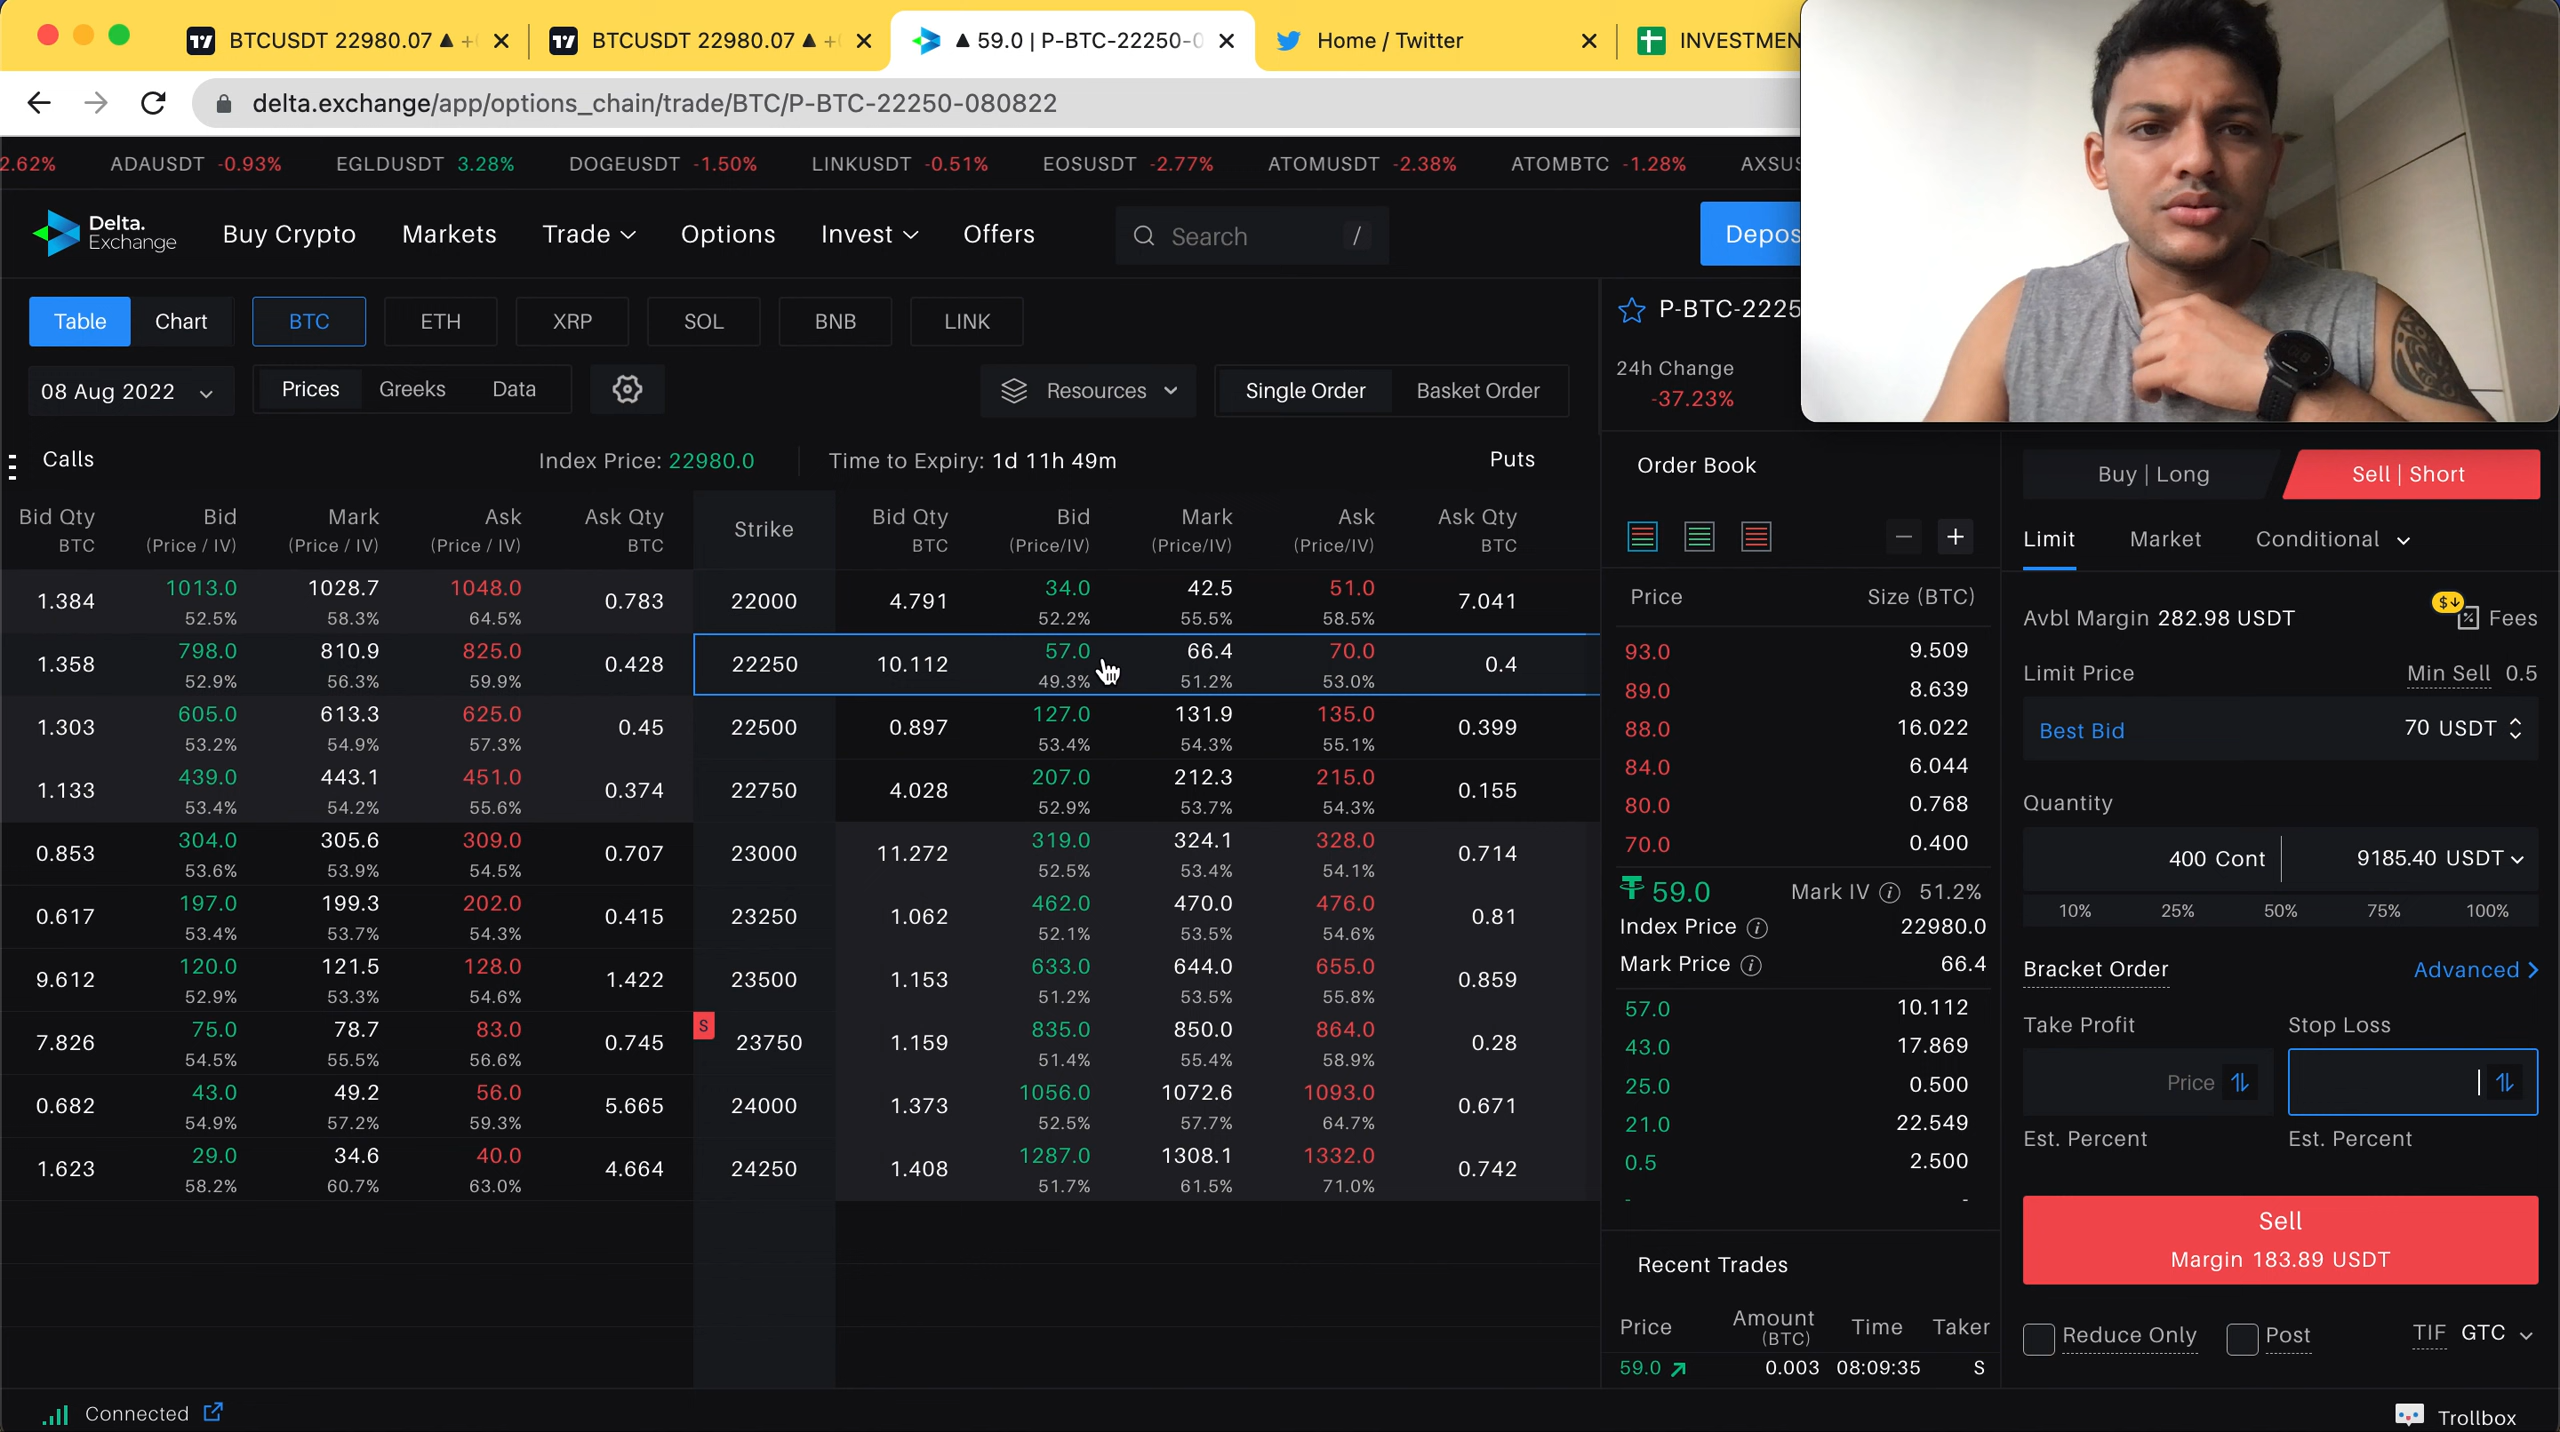 BTCUSDT 22980.07 ▲ +
BTCUSDT 22980.07 ▲ +
▲ 59.0 | P-BTC-22250-0
Home / Twitter
INVESTMEN
delta.exchange/app/options_chain/trade/BTC/P-BTC-22250-080822
2.62% ADAUSDT -0.93% EGLDUSDT 3.28% DOGEUSDT -1.50% LINKUSDT -0.51% EOSUSDT -2.77% ATOMUSDT -2.38% ATOMBTC -1.28% AXSUS
Delta. Exchange
Buy Crypto Markets Trade Options Invest Offers Search / Depos
Table Chart BTC ETH XRP SOL BNB LINK
08 Aug 2022 Prices Greeks Data Resources Single Order Basket Order
Calls Index Price: 22980.0 Time to Expiry: 1d 11h 49m Puts
Bid Qty Bid Mark Ask Ask Qty Strike Bid Qty Bid Mark Ask Ask Qty
BTC (Price / IV) (Price / IV) (Price / IV) BTC BTC (Price/IV) (Price/IV) (Price/IV) BTC
1.384 1013.0 1028.7 1048.0 0.783 22000 4.791 34.0 42.5 51.0 7.041
52.5% 58.3% 64.5% 52.2% 55.5% 58.5%
1.358 798.0 810.9 825.0 0.428 22250 10.112 57.0 66.4 70.0 0.4
52.9% 56.3% 59.9% 49.3% 51.2% 53.0%
1.303 605.0 613.3 625.0 0.45 22500 0.897 127.0 131.9 135.0 0.399
53.2% 54.9% 57.3% 53.4% 54.3% 55.1%
1.133 439.0 443.1 451.0 0.374 22750 4.028 207.0 212.3 215.0 0.155
53.4% 54.2% 55.6% 52.9% 53.7% 54.3%
0.853 304.0 305.6 309.0 0.707 23000 11.272 319.0 324.1 328.0 0.714
53.6% 53.9% 54.5% 52.5% 53.4% 54.1%
0.617 197.0 199.3 202.0 0.415 23250 1.062 462.0 470.0 476.0 0.81
53.4% 53.7% 54.3% 52.1% 53.5% 54.6%
9.612 120.0 121.5 128.0 1.422 23500 1.153 633.0 644.0 655.0 0.859
52.9% 53.3% 54.6% 51.2% 53.5% 55.8%
7.826 75.0 78.7 83.0 0.745 S 23750 1.159 835.0 850.0 864.0 0.28
54.5% 55.5% 56.6% 51.4% 55.4% 58.9%
0.682 43.0 49.2 56.0 5.665 24000 1.373 1056.0 1072.6 1093.0 0.671
54.9% 57.2% 59.3% 52.5% 57.7% 64.7%
1.623 29.0 34.6 40.0 4.664 24250 1.408 1287.0 1308.1 1332.0 0.742
58.2% 60.7% 63.0% 51.7% 61.5% 71.0%
P-BTC-2225
24h Change
-37.23%
Order Book
Price Size (BTC)
93.0 9.509
89.0 8.639
88.0 16.022
84.0 6.044
80.0 0.768
70.0 0.400
59.0 Mark IV 51.2%
Index Price 22980.0
Mark Price 66.4
57.0 10.112
43.0 17.869
25.0 0.500
21.0 22.549
0.5 2.500
- -
Recent Trades
Price Amount (BTC) Time Taker
59.0 0.003 08:09:35 S
Buy | Long Sell | Short
Limit Market Conditional
Avbl Margin 282.98 USDT Fees
Limit Price Min Sell 0.5
Best Bid 70 USDT
Quantity
400 Cont 9185.40 USDT
10% 25% 50% 75% 100%
Bracket Order Advanced
Take Profit Stop Loss
Price
Est. Percent Est. Percent
Sell
Margin 183.89 USDT
Reduce Only Post TIF GTC
Connected Trollbox